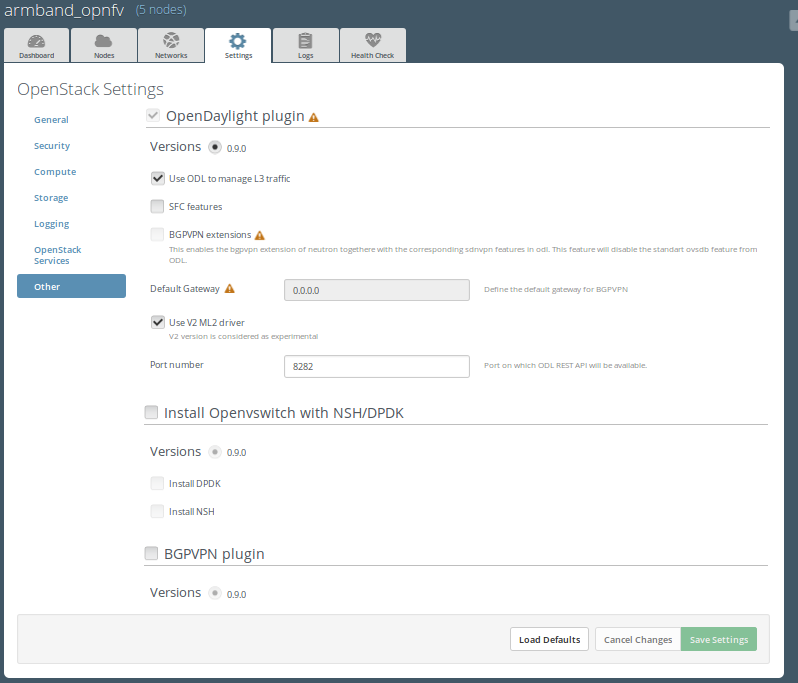 armband_opnfv (5 nodes)
Dashboard Nodes Networks Settings Logs Health Check
OpenStack Settings
General
Security
Compute
Storage
Logging
OpenStack
Services
Other
OpenDaylight plugin
Versions 0.9.0
Use ODL to manage L3 traffic
SFC features
BGPVPN extensions
This enables the bgpvpn extension of neutron togethere with the corresponding sdnvpn features in odl. This feature will disable the standart ovsdb feature from
ODL.
Default Gateway 0.0.0.0 Define the default gateway for BGPVPN
Use V2 ML2 driver
V2 version is considered as experimental
Port number 8282 Port on which ODL REST API will be available.
Install Openvswitch with NSH/DPDK
Versions 0.9.0
Install DPDK
Install NSH
BGPVPN plugin
Versions 0.9.0
Load Defaults Cancel Changes Save Settings